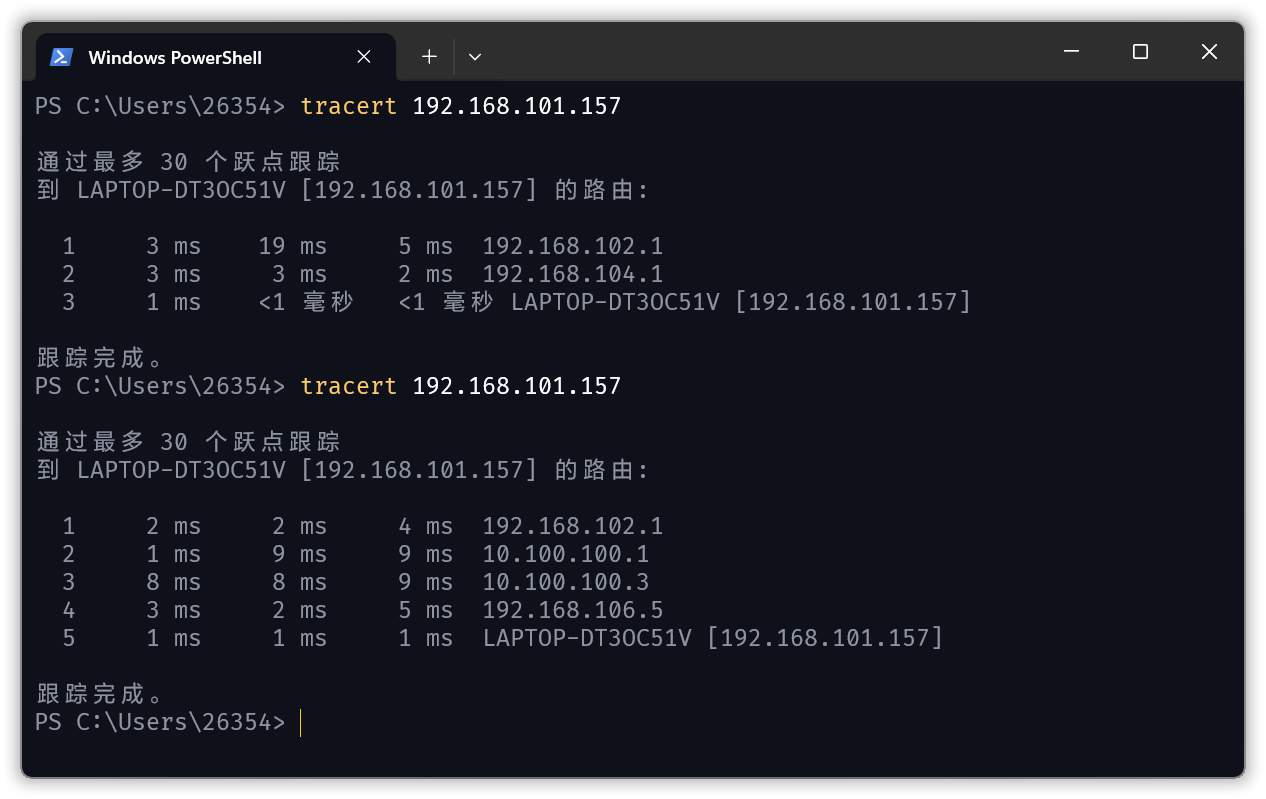 Windows PowerShell
PS C:\Users\26354> tracert 192.168.101.157
通过最多 30 个跃点跟踪
到 LAPTOP-DT3OC51V [192.168.101.157] 的路由:
1 3 ms 19 ms 5 ms 192.168.102.1
2 3 ms 3 ms 2 ms 192.168.104.1
3 1 ms <1 毫秒 <1 毫秒 LAPTOP-DT3OC51V [192.168.101.157]
跟踪完成。
PS C:\Users\26354> tracert 192.168.101.157
通过最多 30 个跃点跟踪
到 LAPTOP-DT3OC51V [192.168.101.157] 的路由:
1 2 ms 2 ms 4 ms 192.168.102.1
2 1 ms 9 ms 9 ms 10.100.100.1
3 8 ms 8 ms 9 ms 10.100.100.3
4 3 ms 2 ms 5 ms 192.168.106.5
5 1 ms 1 ms 1 ms LAPTOP-DT3OC51V [192.168.101.157]
跟踪完成。
PS C:\Users\26354>